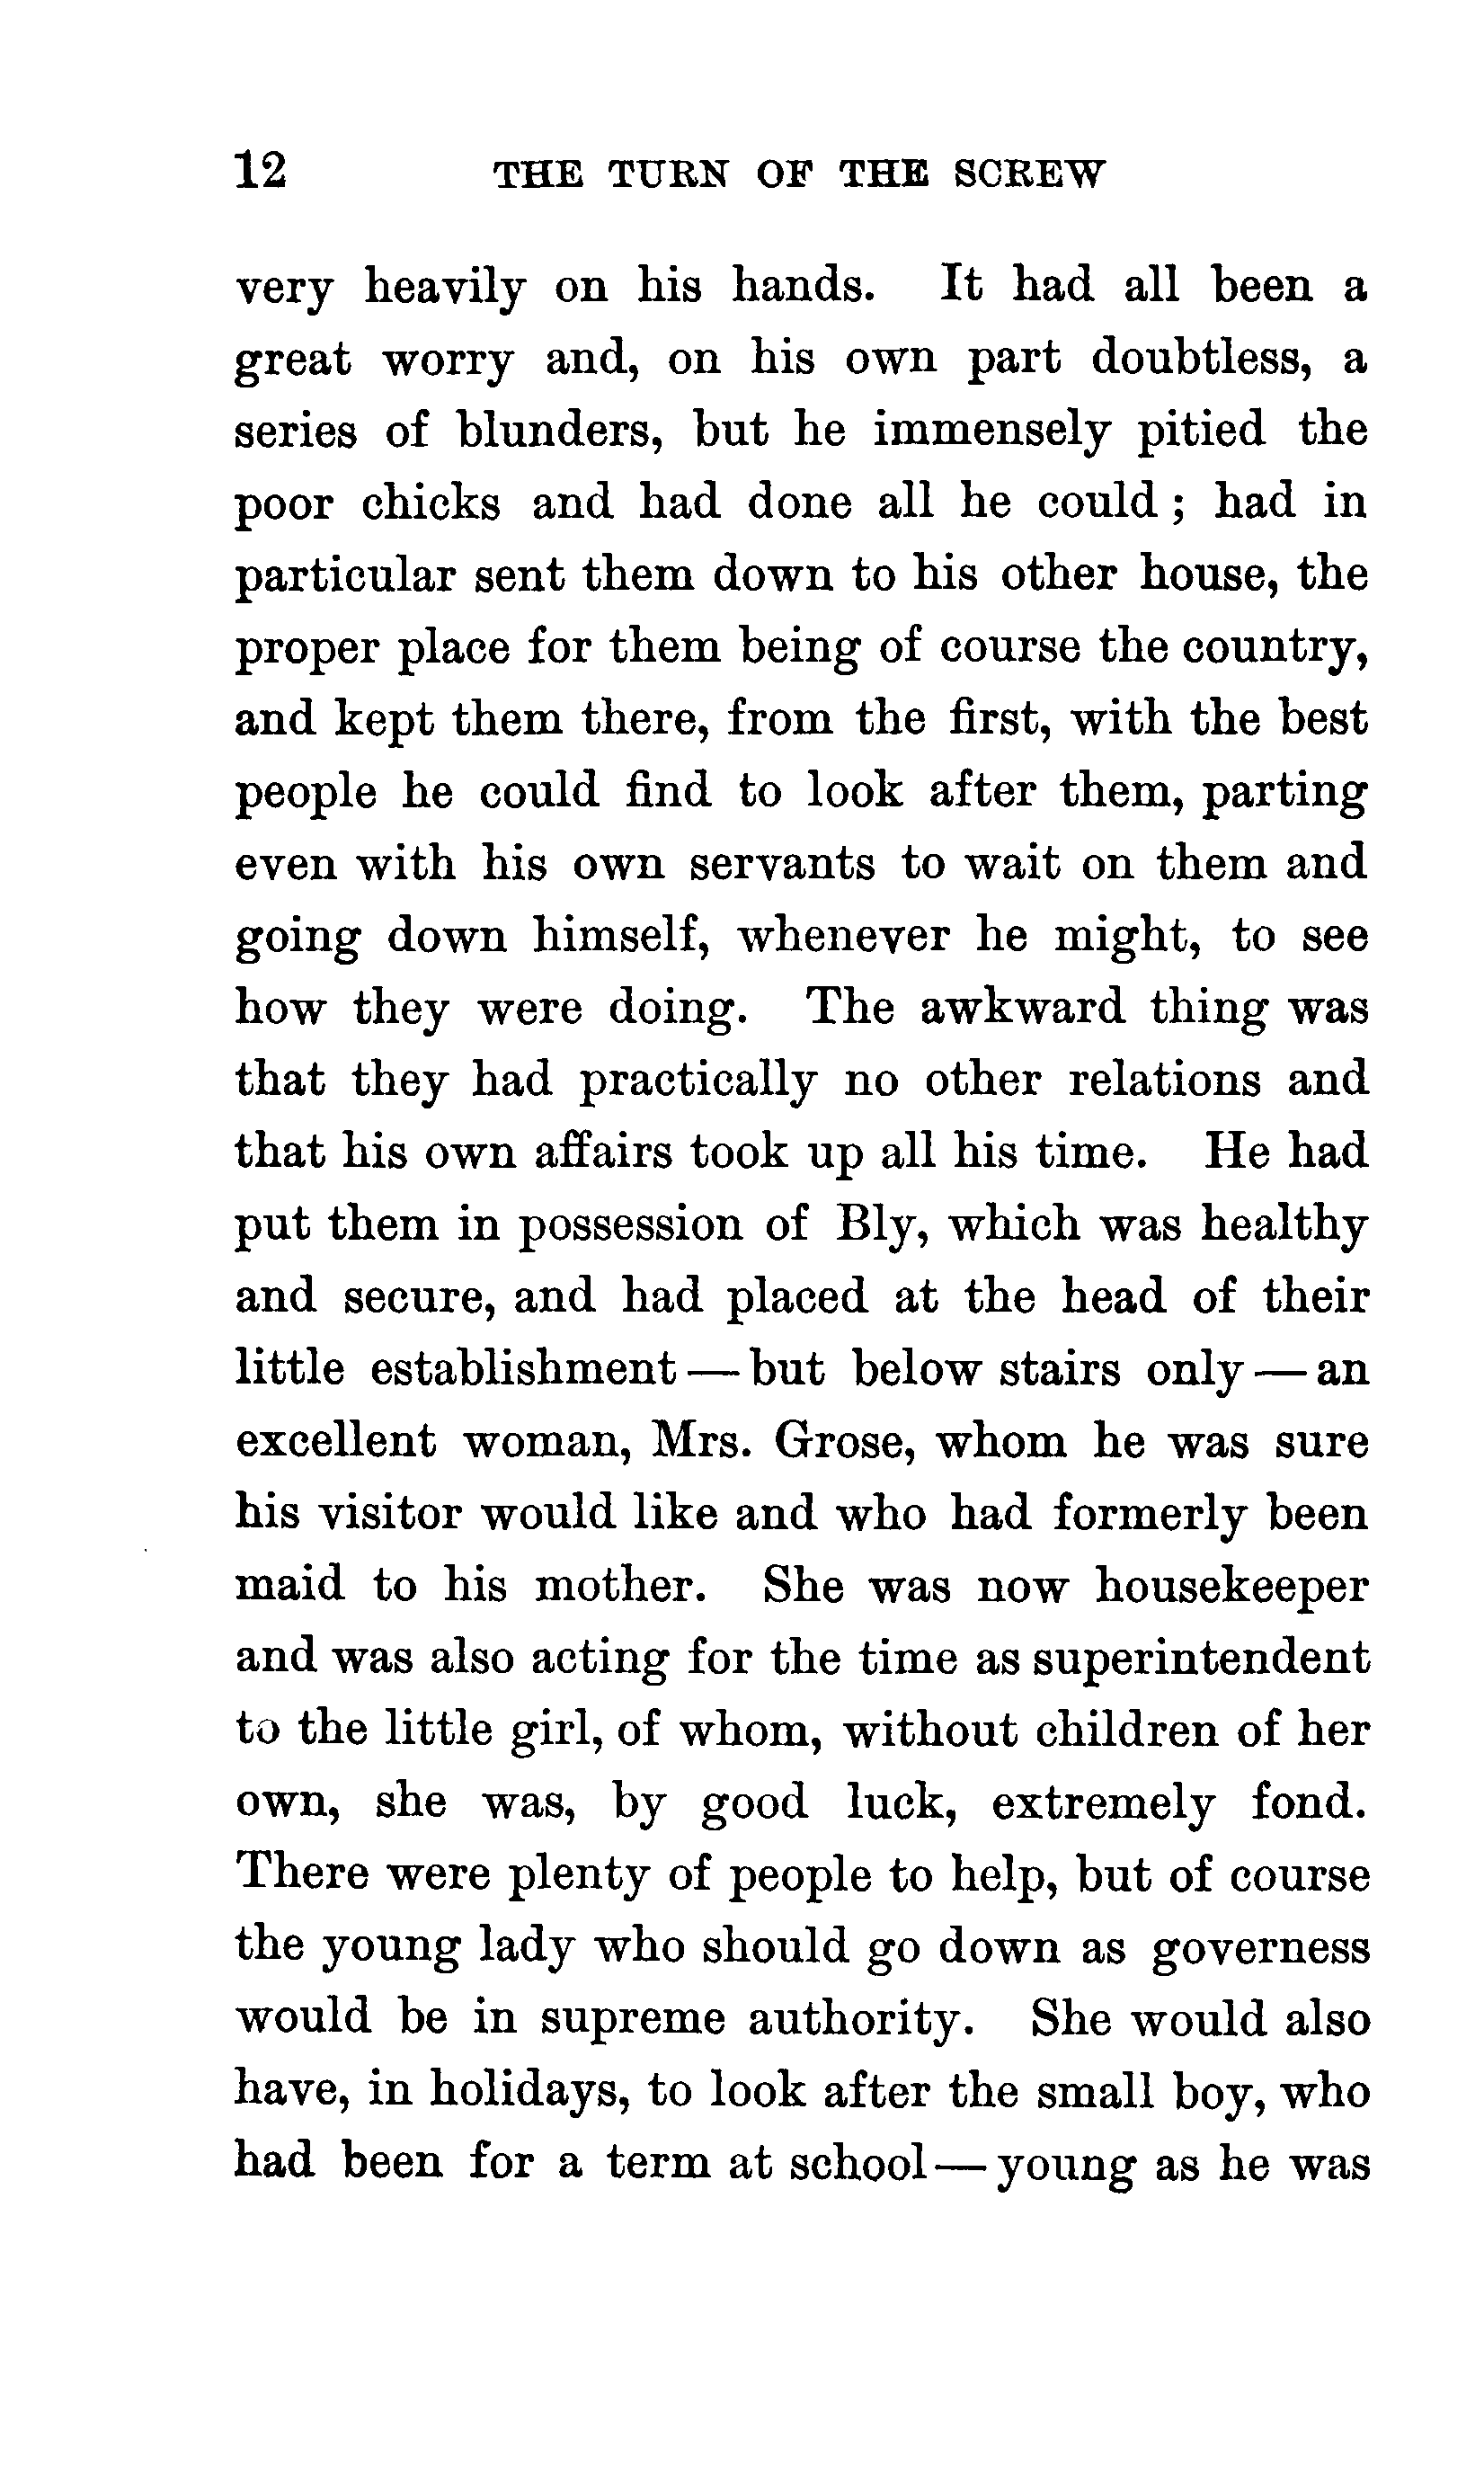 12 THE TURN OF THE SCREW
very heavily on his hands. It had all been a
great worry and, on his own part doubtless, a
series of blunders, but he immensely pitied the
poor chicks and had done all he could; had in
particular sent them down to his other house, the
proper place for them being of course the country,
and kept them there, from the first, with the best
people he could find to look after them, parting
even with his own servants to wait on them and
going down himself, whenever he might, to see
how they were doing. The awkward thing was
that they had practically no other relations and
that his own affairs took up all his time. He had
put them in possession of Bly, which was healthy
and secure, and had placed at the head of their
little establishment — but below stairs only — an
excellent woman, Mrs. Grose, whom he was sure
his visitor would like and who had formerly been
maid to his mother. She was now housekeeper
and was also acting for the time as superintendent
to the little girl, of whom, without children of her
own, she was, by good luck, extremely fond.
There were plenty of people to help, but of course
the young lady who should go down as governess
would be in supreme authority. She would also
have, in holidays, to look after the small boy, who
had been for a term at school — young as he was